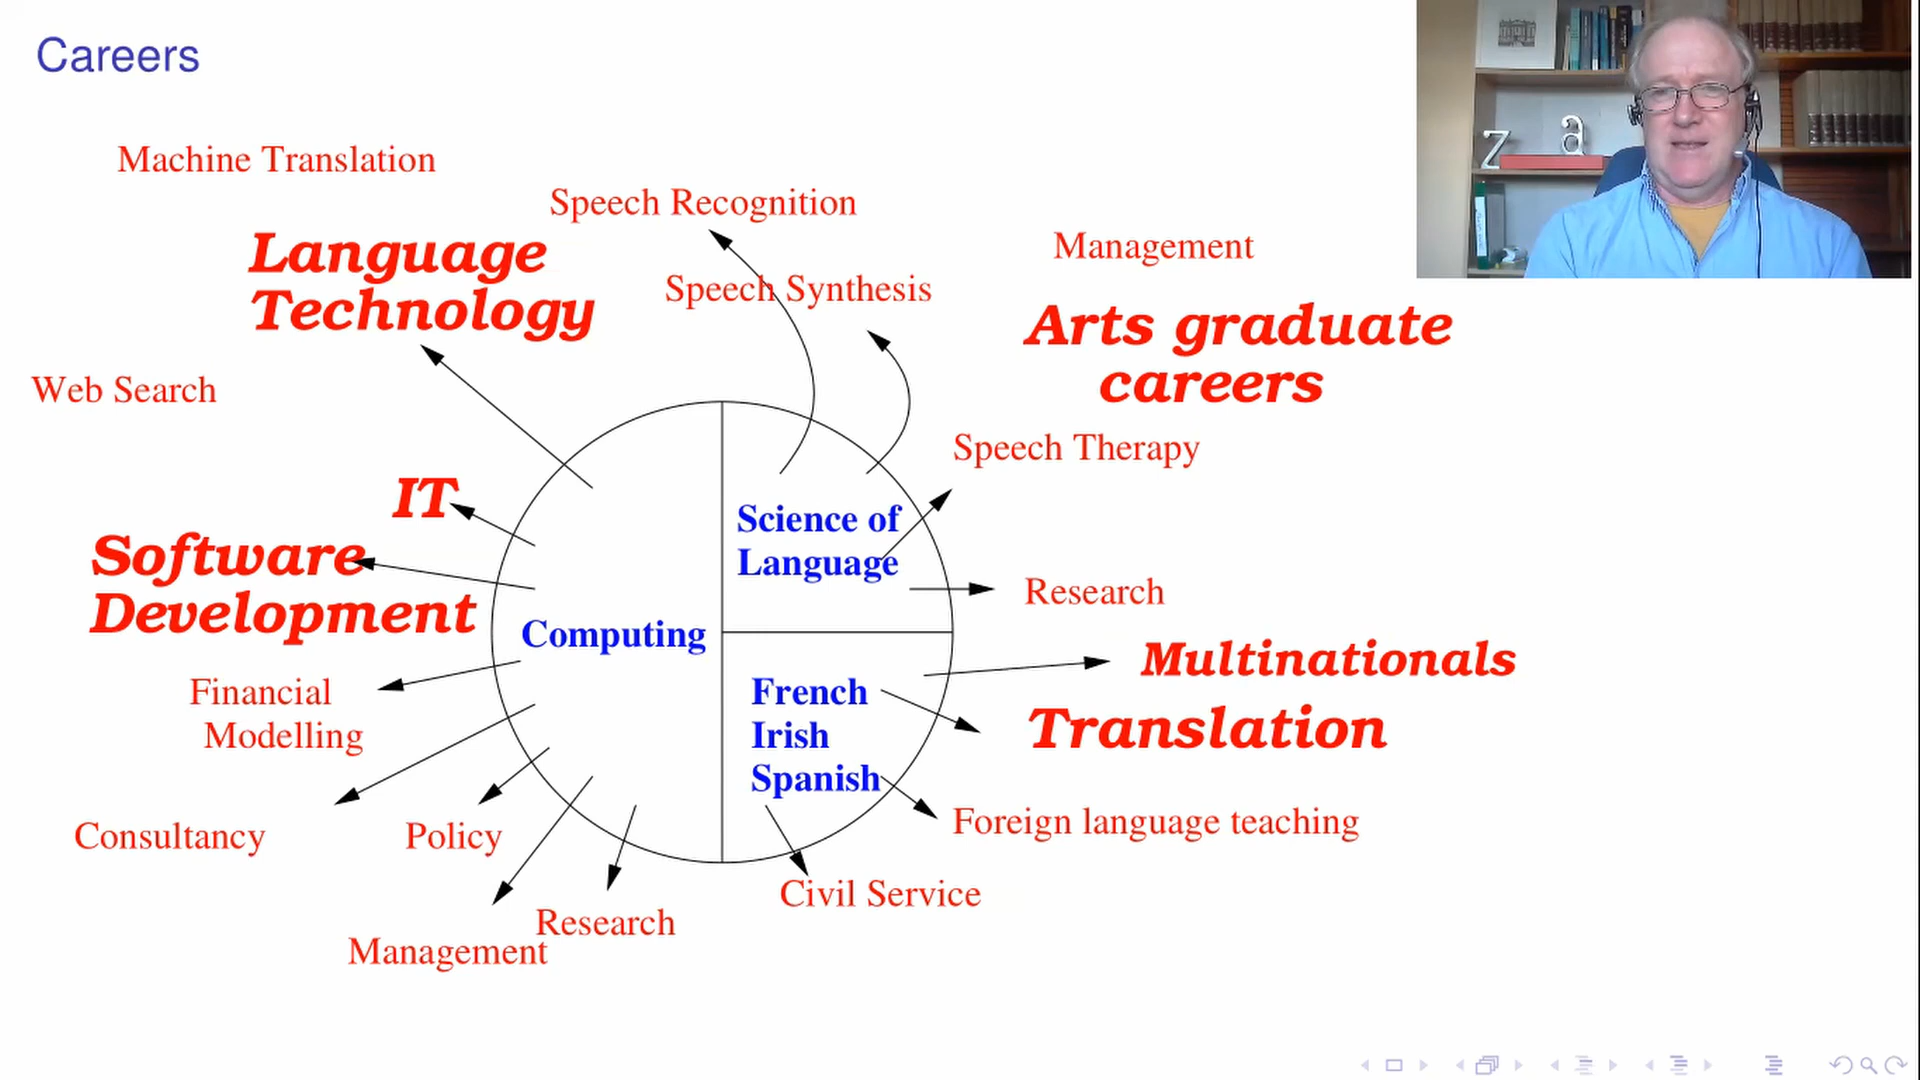 Careers
Machine Translation
Speech Recognition
Language
Technology
Speech Synthesis
Management
Arts graduate
careers
Web Search
Speech Therapy
IT
Software
Development
Science of
Language
Research
Computing
Multinationals
Financial
Modelling
French
Irish
Spanish
Translation
Consultancy
Policy
Foreign language teaching
Civil Service
Research
Management
z a